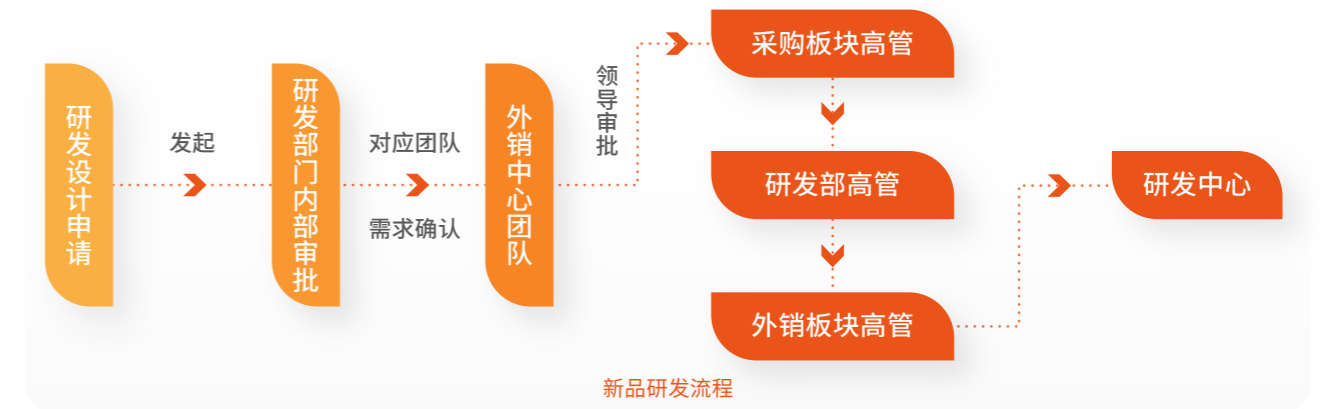 研发设计申请
发起
研发部门内部审批
对应团队
需求确认
外销中心团队
领导审批
采购板块高管
研发部高管
外销板块高管
研发中心
新品研发流程